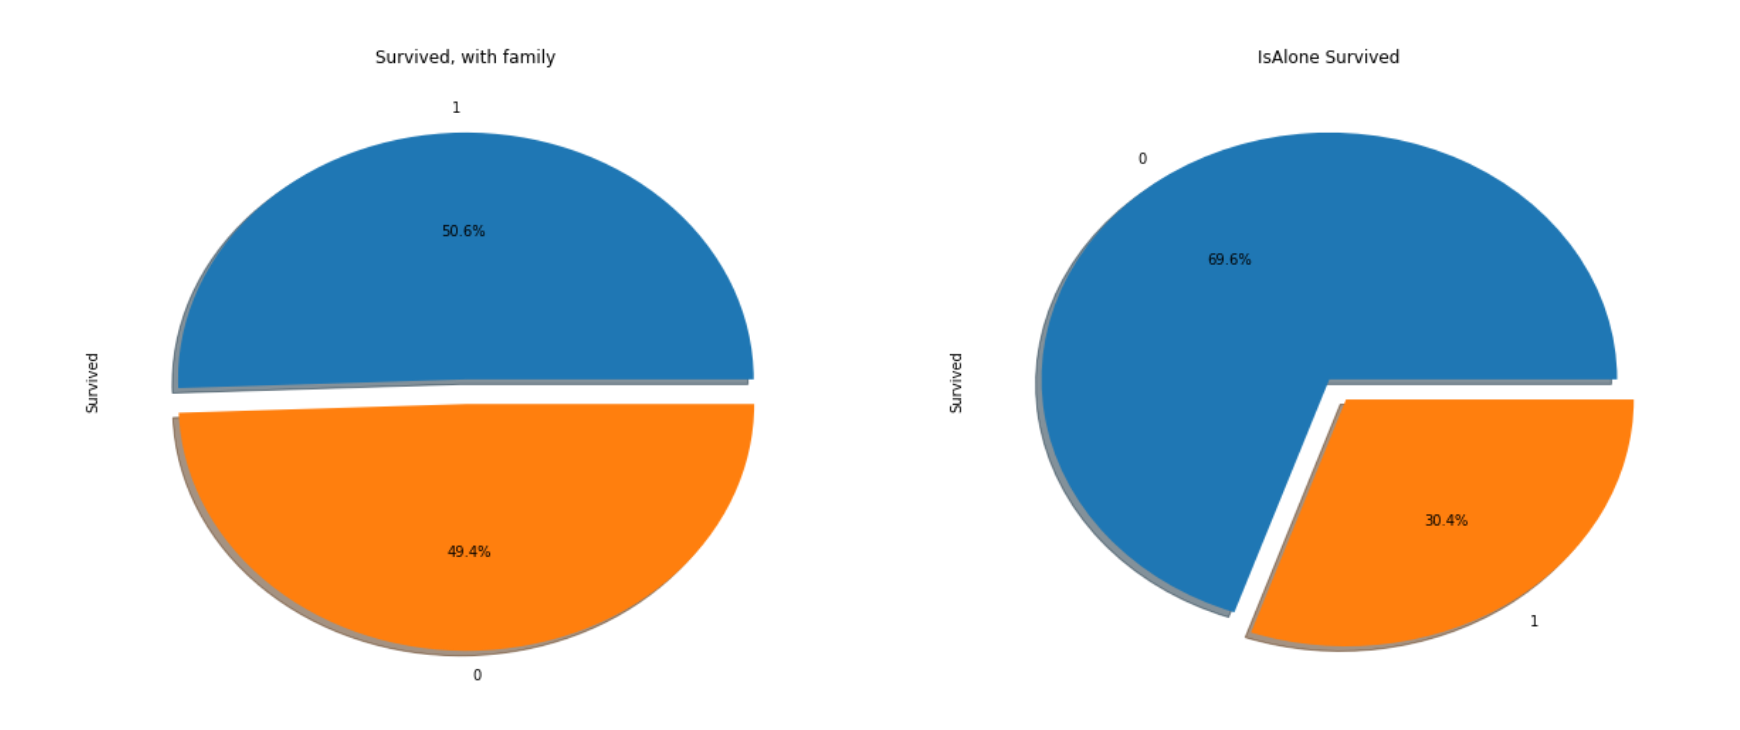 Survived, with family
1
50.6%
Survived
49.4%
0
IsAlone Survived
0
69.6%
Survived
30.4%
1